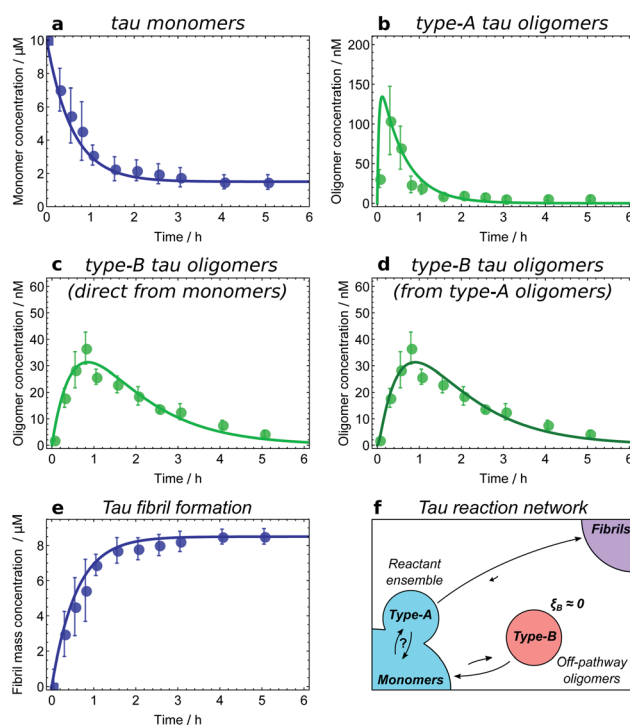 a tau monomers
Monomer concentration / μM
10
8
6
4
2
0
0 1 2 3 4 5 6
Time / h
b type-A tau oligomers
Oligomer concentration / nM
200
150
100
50
0
0 1 2 3 4 5 6
Time / h
c type-B tau oligomers
(direct from monomers)
Oligomer concentration / nM
60
50
40
30
20
10
0
0 1 2 3 4 5 6
Time / h
d type-B tau oligomers
(from type-A oligomers)
Oligomer concentration / nM
60
50
40
30
20
10
0
0 1 2 3 4 5 6
Time / h
e Tau fibril formation
Fibril mass concentration / μM
10
8
6
4
2
0
0 1 2 3 4 5 6
Time / h
f Tau reaction network
Fibrils
Reactant
ensemble
Type-A
?
Monomers
ξB ≈ 0
Type-B
Off-pathway
oligomers